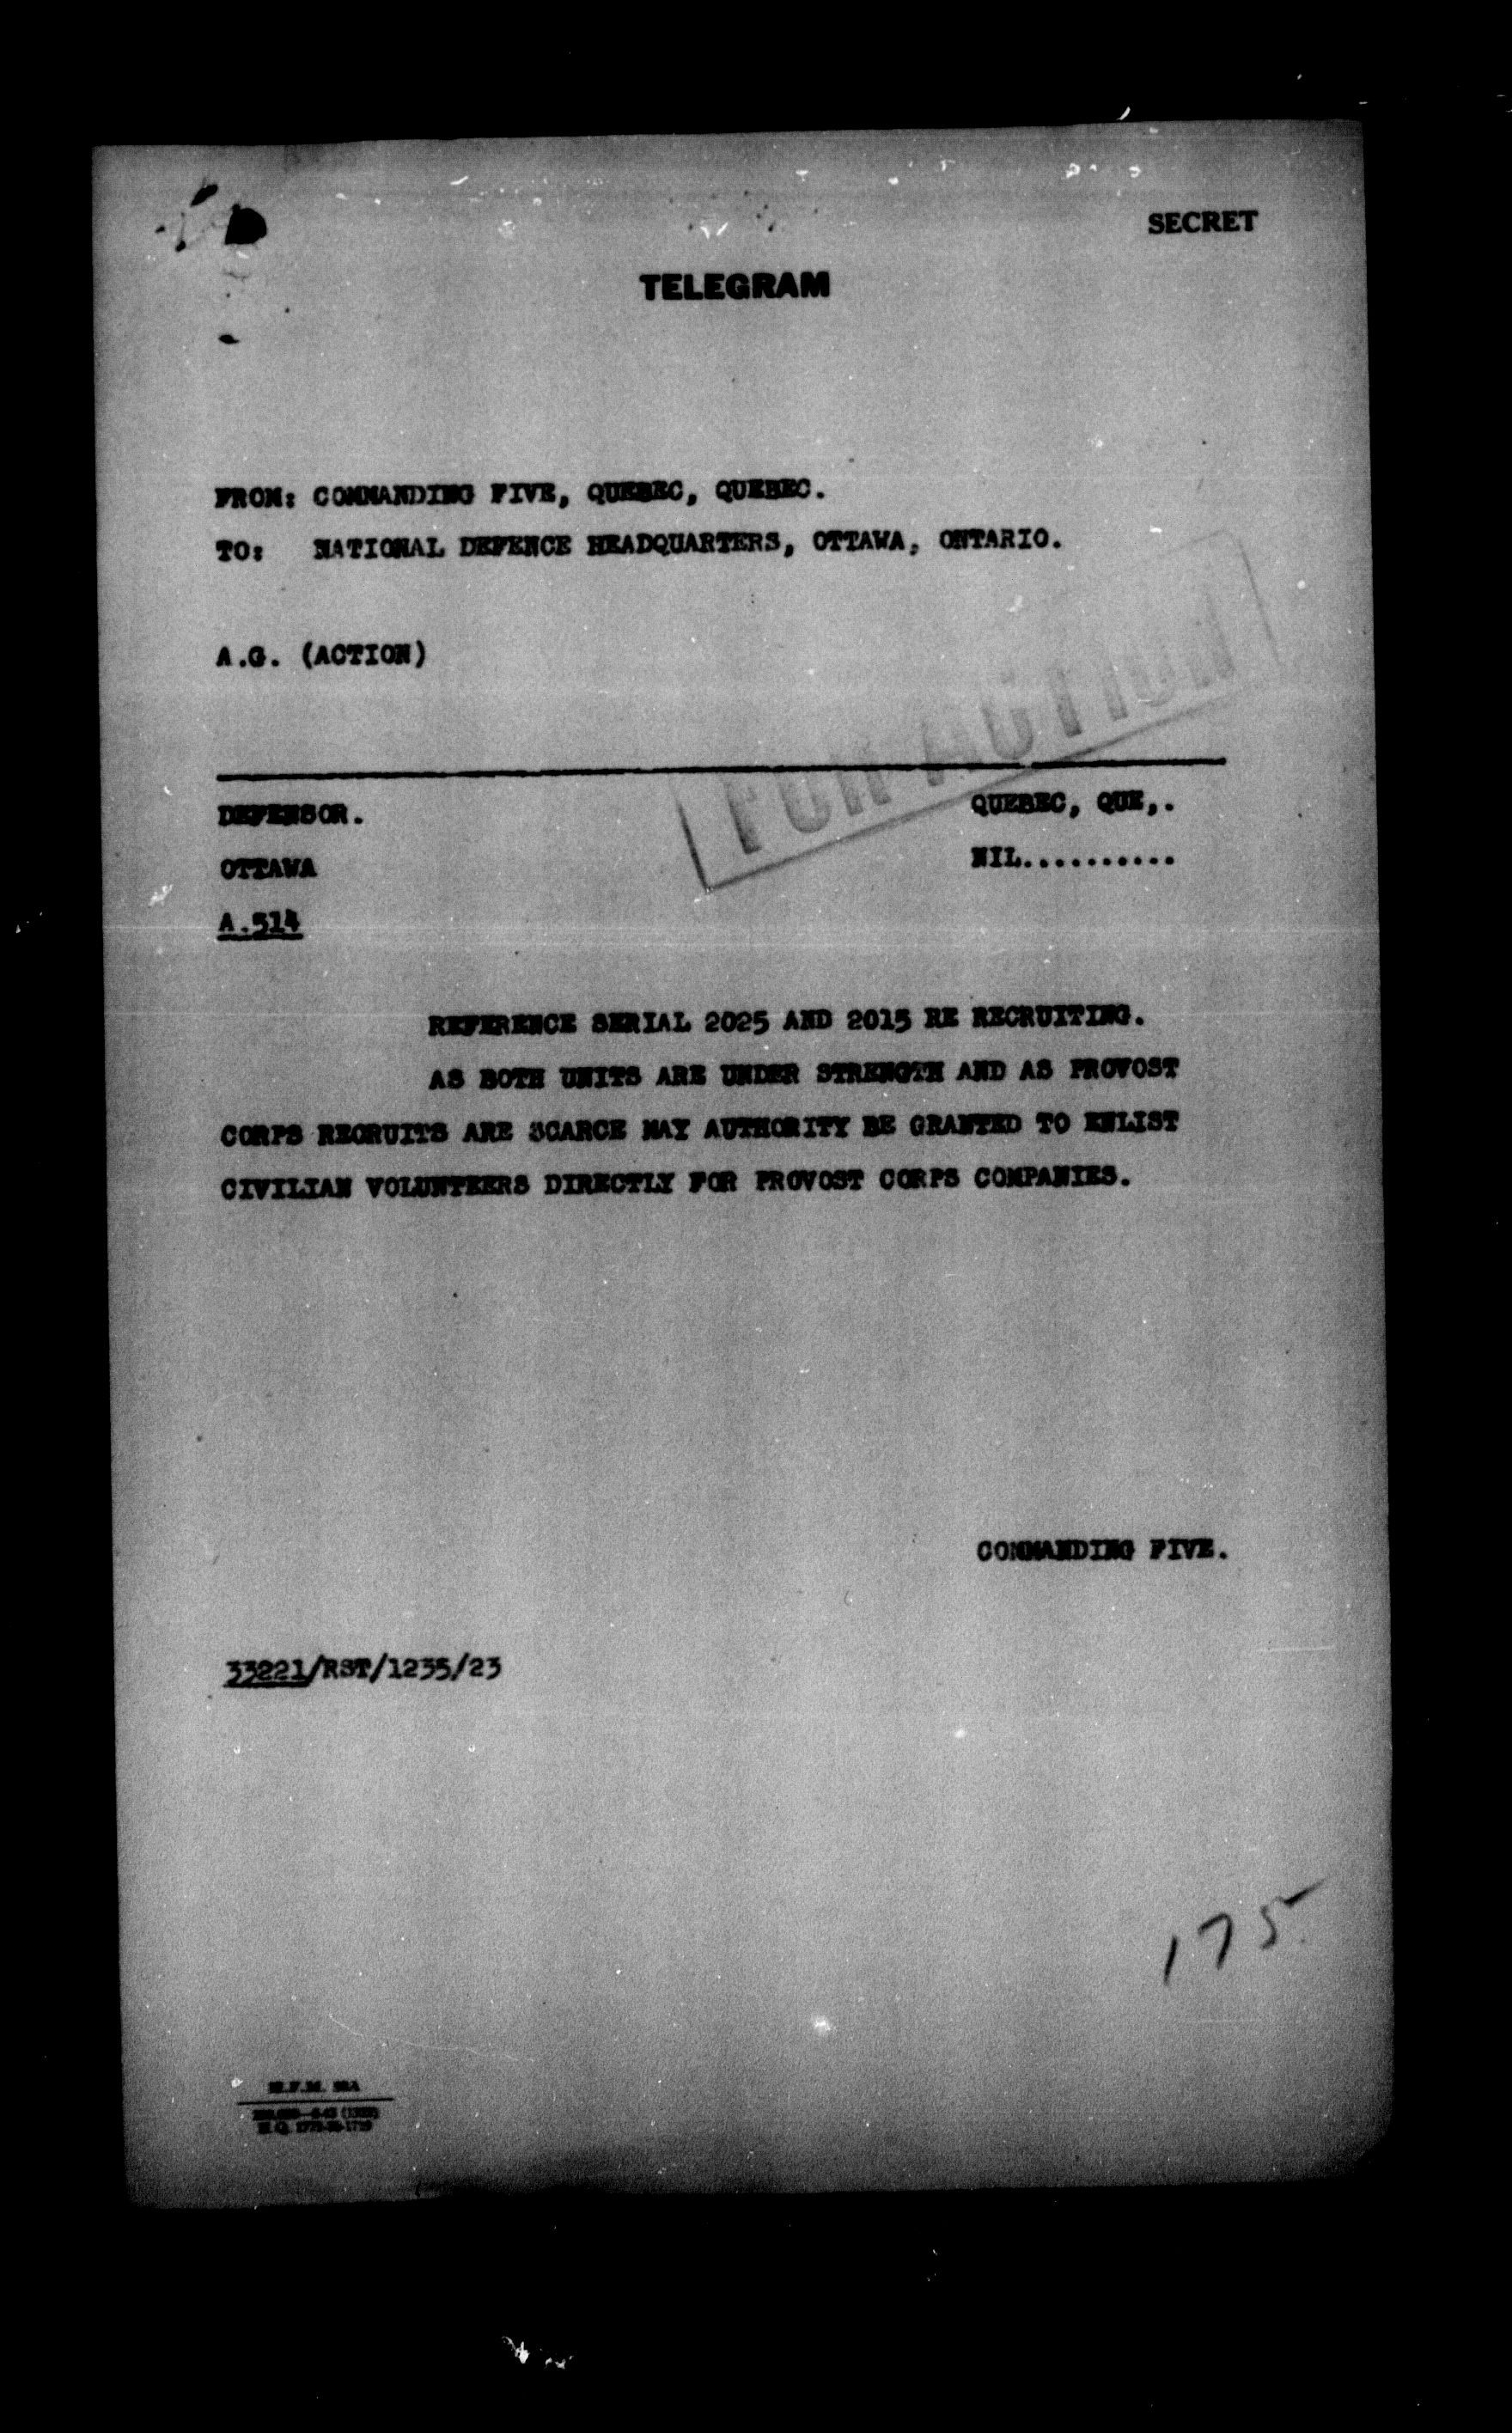 SECRET
TELEGRAM
FROM: COMMANDING FIVE, QUEBEC, QUEBEC.
TO: NATIONAL DEFENCE HEADQUARTERS, OTTAWA, ONTARIO.
A.G. (ACTION)
FOR ACTION
DEFENSOR. QUEBEC, QUE,.
OTTAWA NIL..........
A.514
REFERENCE SERIAL 2025 AND 2015 RE RECRUITING.
AS BOTH UNITS ARE UNDER STRENGTH AND AS PROVOST
CORPS RECRUITS ARE SCARCE MAY AUTHORITY BE GRANTED TO ENLIST
CIVILIAN VOLUNTEERS DIRECTLY FOR PROVOST CORPS COMPANIES.
COMMANDING FIVE.
33221/RST/1235/23
175